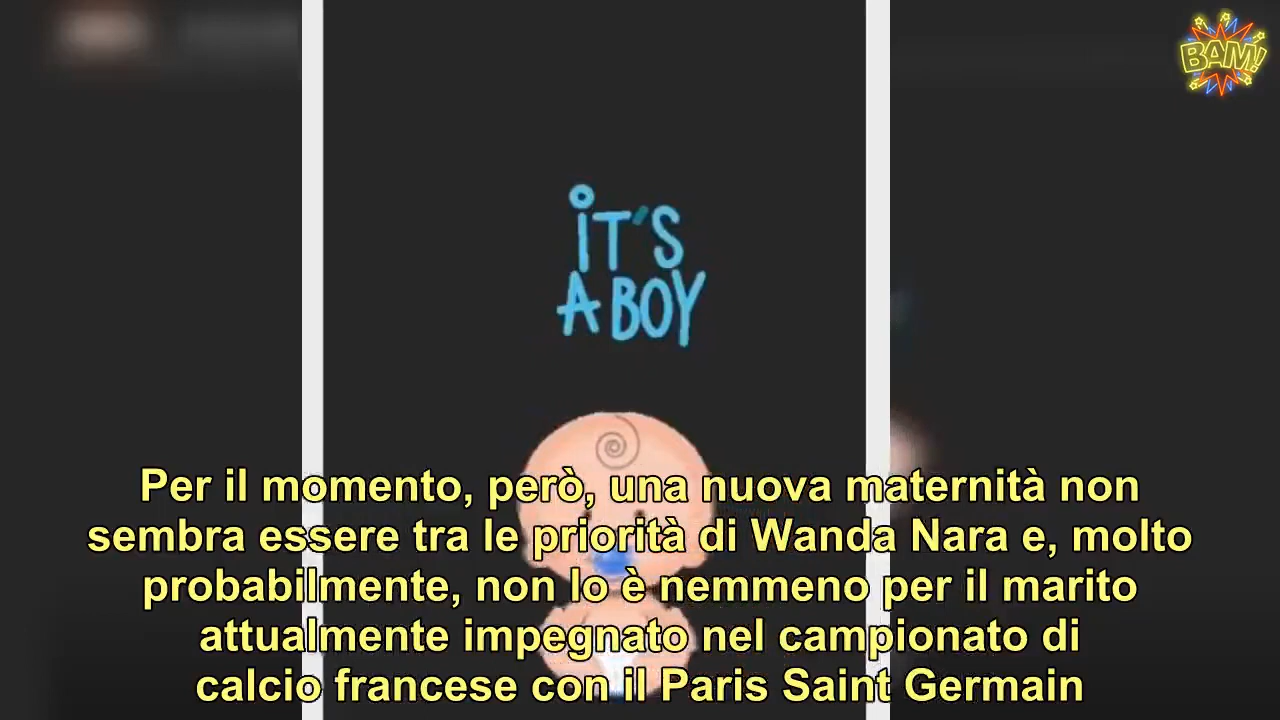 BAM!
iT'S
A BOY
Per il momento, però, una nuova maternità non
sembra essere tra le priorità di Wanda Nara e, molto
probabilmente, non lo è nemmeno per il marito
attualmente impegnato nel campionato di
calcio francese con il Paris Saint Germain